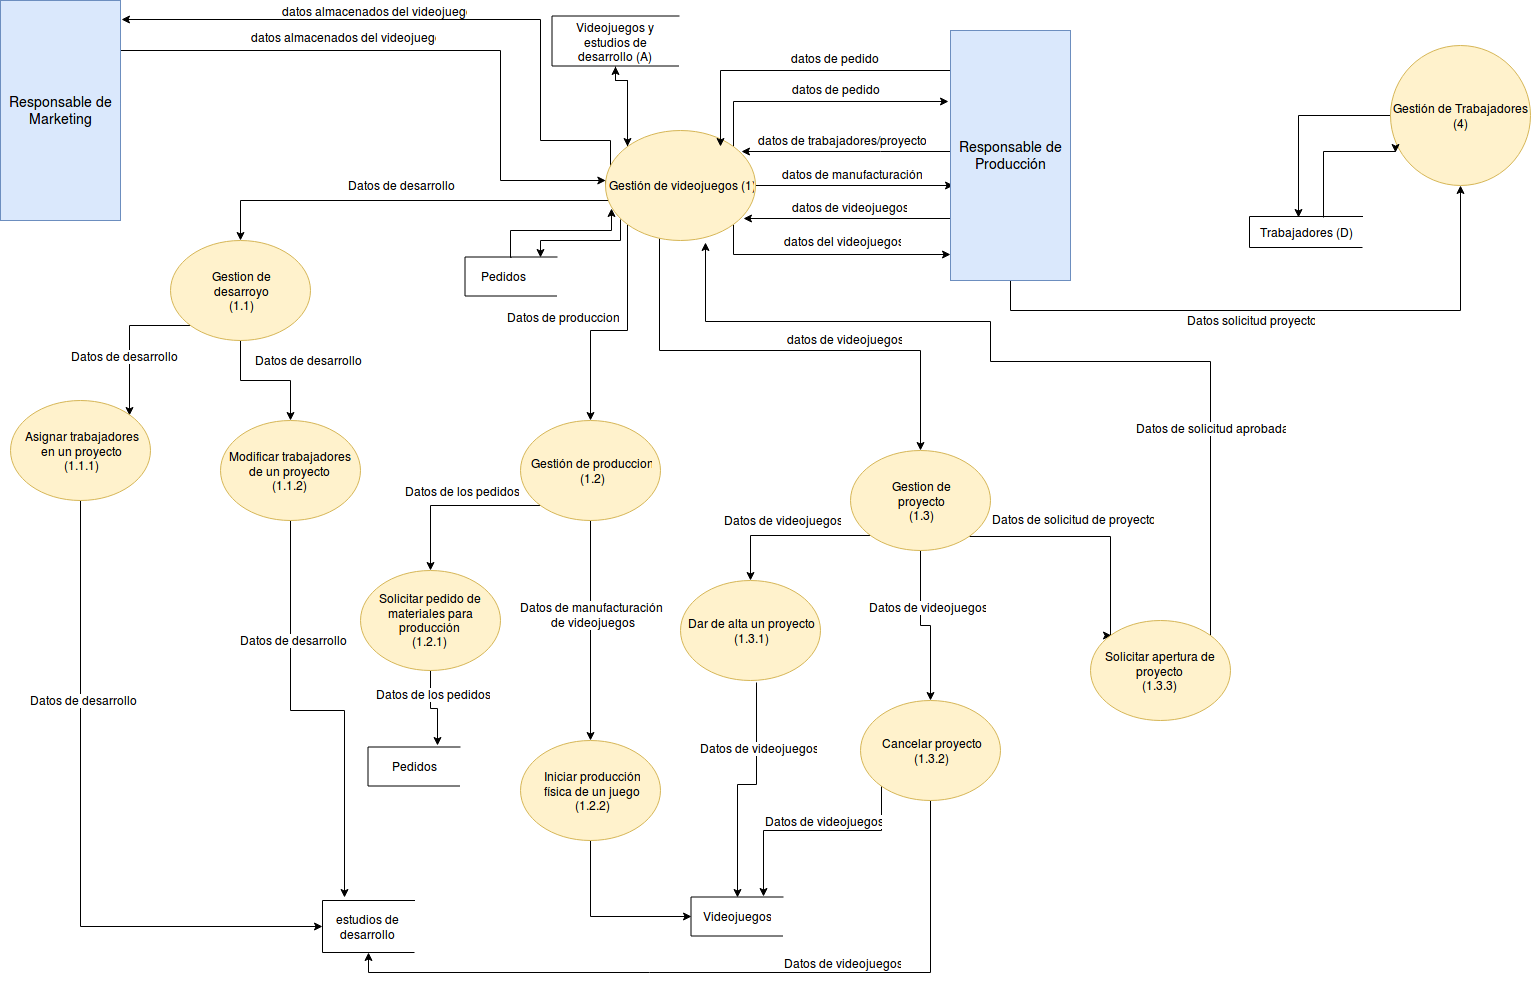 datos almacenados del videojueg
datos almacenados del videojueg
Responsable de
Marketing
Videojuegos y
estudios de
desarrollo (A)
datos de pedido
datos de pedido
datos de trabajadores/proyecto
datos de manufacturación
datos de videojuegos
datos del videojuegos
Responsable de
Producción
Gestión de Trabajadores
(4)
Trabajadores (D)
Datos solicitud proyecto
Gestión de videojuegos (1)
Datos de desarrollo
Pedidos
Gestion de
desarroyo
(1.1)
Datos de produccion
datos de videojuegos
Datos de desarrollo
Datos de desarrollo
Datos de solicitud aprobada
Asignar trabajadores
en un proyecto
(1.1.1)
Modificar trabajadores
de un proyecto
(1.1.2)
Gestión de produccion
(1.2)
Gestion de
proyecto
(1.3)
Datos de los pedidos
Datos de videojuegos
Datos de solicitud de proyecto
Solicitar pedido de
materiales para
producción
(1.2.1)
Datos de manufacturación
de videojuegos
Dar de alta un proyecto
(1.3.1)
Datos de videojuegos
Solicitar apertura de
proyecto
(1.3.3)
Datos de desarrollo
Datos de desarrollo
Datos de los pedidos
Pedidos
Iniciar producción
física de un juego
(1.2.2)
Datos de videojuegos
Cancelar proyecto
(1.3.2)
Datos de videojuegos
estudios de
desarrollo
Videojuegos
Datos de videojuegos